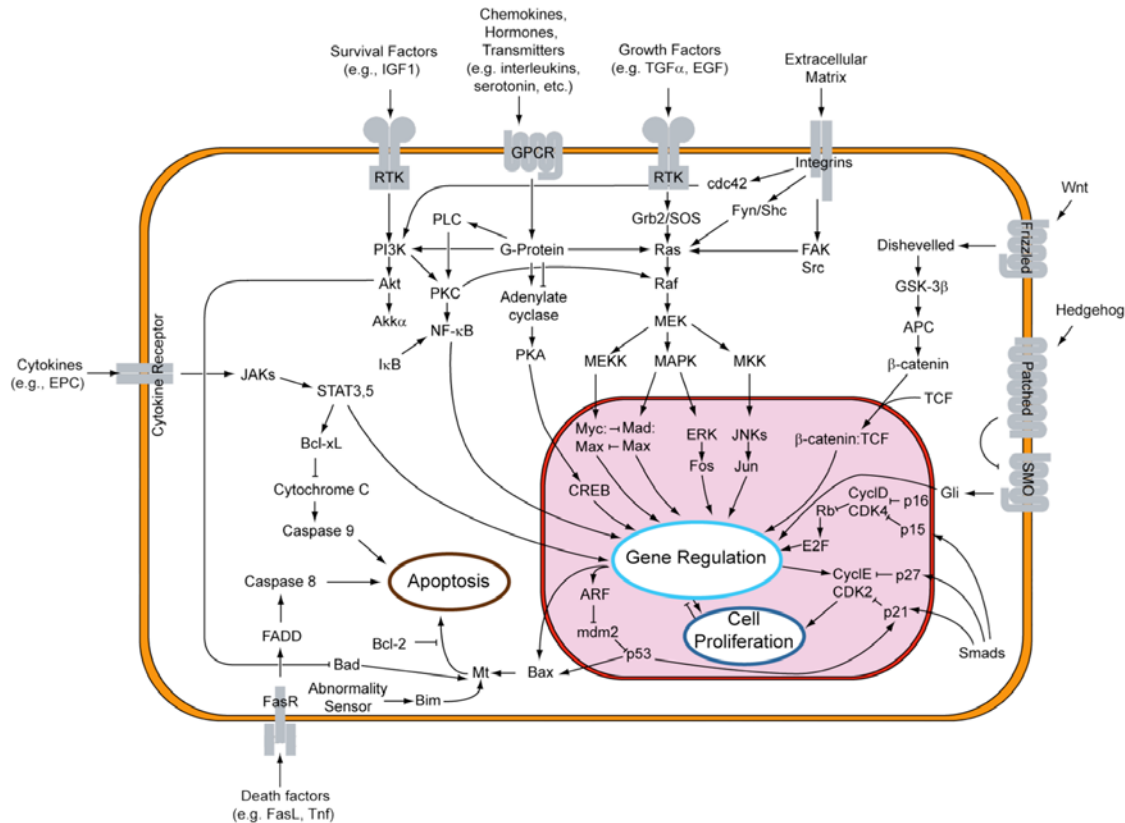 Chemokines,
Hormones,
Transmitters
(e.g. interleukins,
serotonin, etc.)
Survival Factors
(e.g., IGF1)
Growth Factors
(e.g. TGFα, EGF)
Extracellular
Matrix
RTK
GPCR
RTK
Integrins
cdc42
Grb2/SOS
Fyn/Shc
Wnt
Frizzled
PLC
PI3K
G-Protein
Ras
FAK
Src
Dishevelled
GSK-3β
Akt
PKC
Adenylate
cyclase
Raf
Akkα
NF-κB
MEK
APC
Hedgehog
IκB
PKA
MEKK
MAPK
MKK
β-catenin
Patched
Cytokines
(e.g., EPC)
Cytokine Receptor
JAKs
STAT3,5
TCF
Bcl-xL
Myc:
Mad:
Max
Max
ERK
JNKs
β-catenin:TCF
Fos
Jun
SMO
Cytochrome C
CREB
Gli
CyclD
CDK4
p16
Rb
p15
Caspase 9
E2F
Gene Regulation
Caspase 8
Apoptosis
ARF
CyclE
CDK2
p27
p21
FADD
Bcl-2
mdm2
Cell
Proliferation
p53
Smads
Bad
Mt
Bax
FasR
Abnormality
Sensor
Bim
Death factors
(e.g. FasL, Tnf)